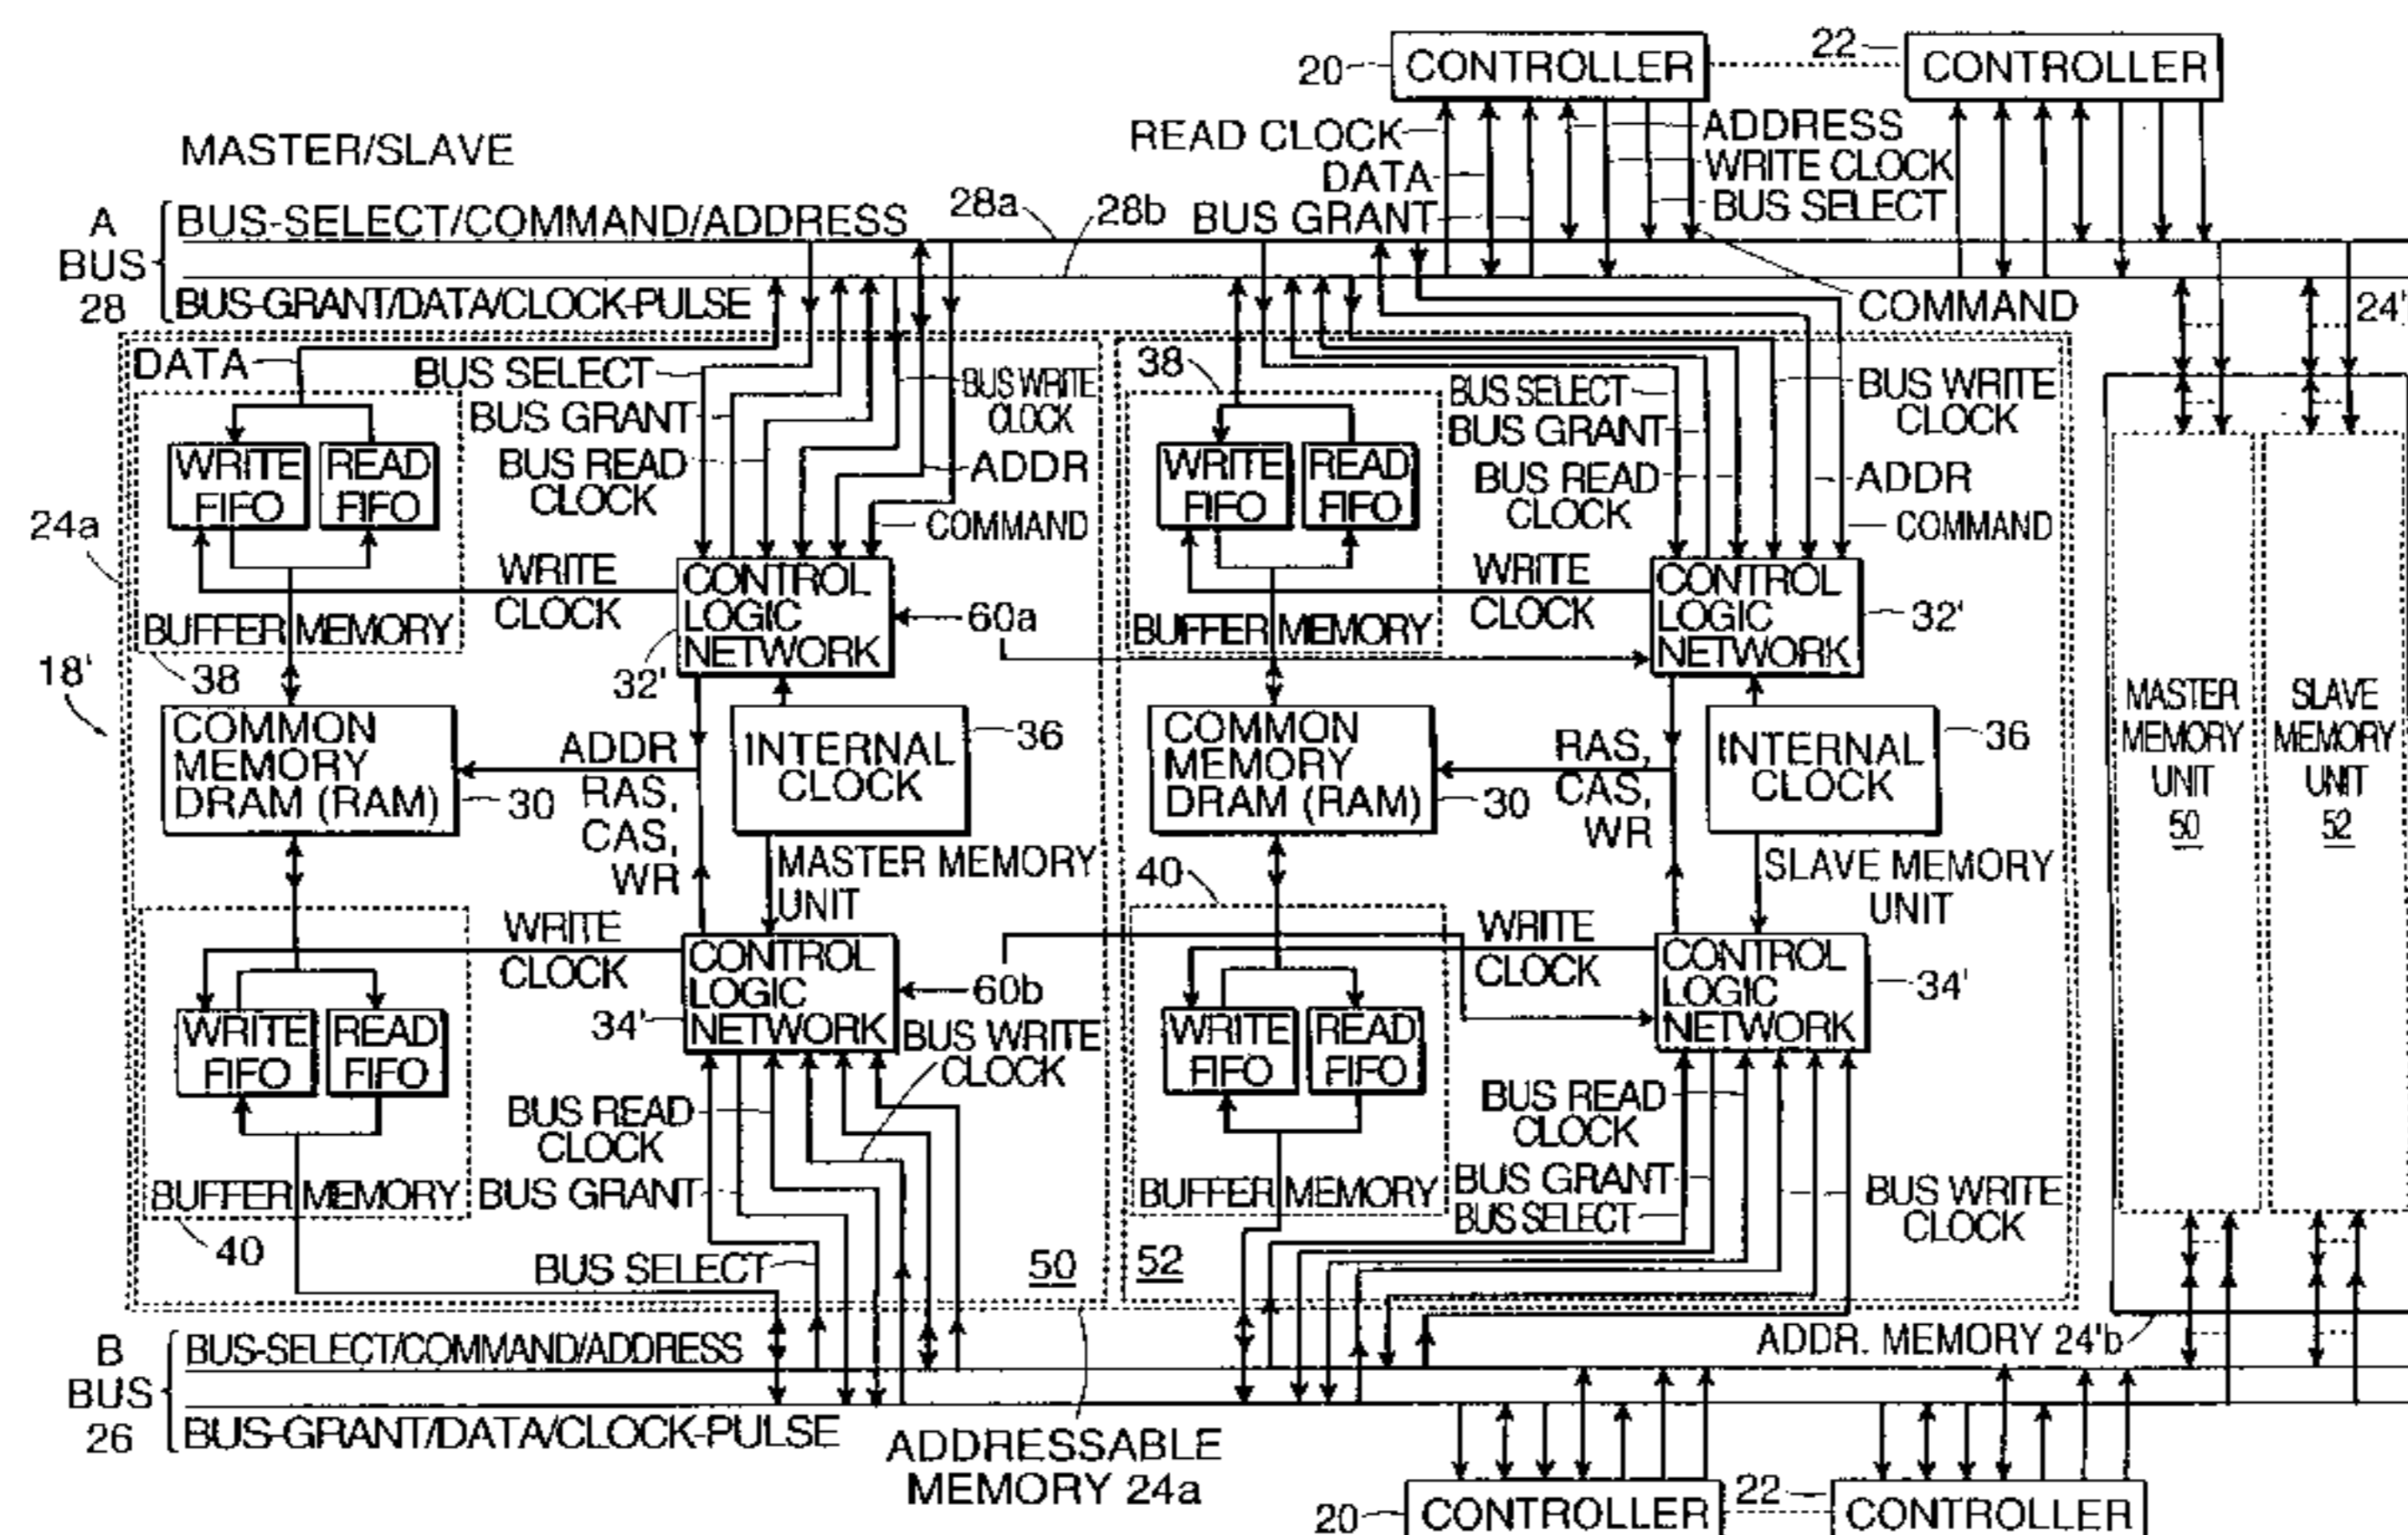 20 CONTROLLER 22 CONTROLLER
MASTER/SLAVE
READ CLOCK
DATA
BUS GRANT
ADDRESS
WRITE CLOCK
BUS SELECT
COMMAND
A
BUS
28
BUS-SELECT/COMMAND/ADDRESS
28a
28b
BUS-GRANT/DATA/CLOCK-PULSE
24'
DATA
BUS SELECT
BUS GRANT
BUS READ
CLOCK
BUS WRITE
CLOCK
ADDR
COMMAND
WRITE
FIFO
READ
FIFO
24a
WRITE
CLOCK
BUFFER MEMORY
38
CONTROL
LOGIC
NETWORK
32'
60a
18'
COMMON
MEMORY
DRAM (RAM)
30
ADDR
RAS,
CAS,
WR
INTERNAL
CLOCK
36
MASTER MEMORY
UNIT
WRITE
CLOCK
CONTROL
LOGIC
NETWORK
34'
60b
WRITE
FIFO
READ
FIFO
BUFFER MEMORY
40
BUS WRITE
CLOCK
BUS READ
CLOCK
BUS GRANT
BUS SELECT
50
38
BUS SELECT
BUS GRANT
BUS READ
CLOCK
BUS WRITE
CLOCK
ADDR
COMMAND
WRITE
FIFO
READ
FIFO
WRITE
CLOCK
BUFFER MEMORY
CONTROL
LOGIC
NETWORK
32'
COMMON
MEMORY
DRAM (RAM)
30
RAS,
CAS,
WR
INTERNAL
CLOCK
36
SLAVE MEMORY
UNIT
40
WRITE
CLOCK
CONTROL
LOGIC
NETWORK
34'
WRITE
FIFO
READ
FIFO
BUFFER MEMORY
BUS READ
CLOCK
BUS GRANT
BUS SELECT
BUS WRITE
CLOCK
52
MASTER
MEMORY
UNIT
50
SLAVE
MEMORY
UNIT
52
ADDR. MEMORY 24'b
B
BUS
26
BUS-SELECT/COMMAND/ADDRESS
BUS-GRANT/DATA/CLOCK-PULSE
ADDRESSABLE
MEMORY 24a
20 CONTROLLER 22 CONTROLLER